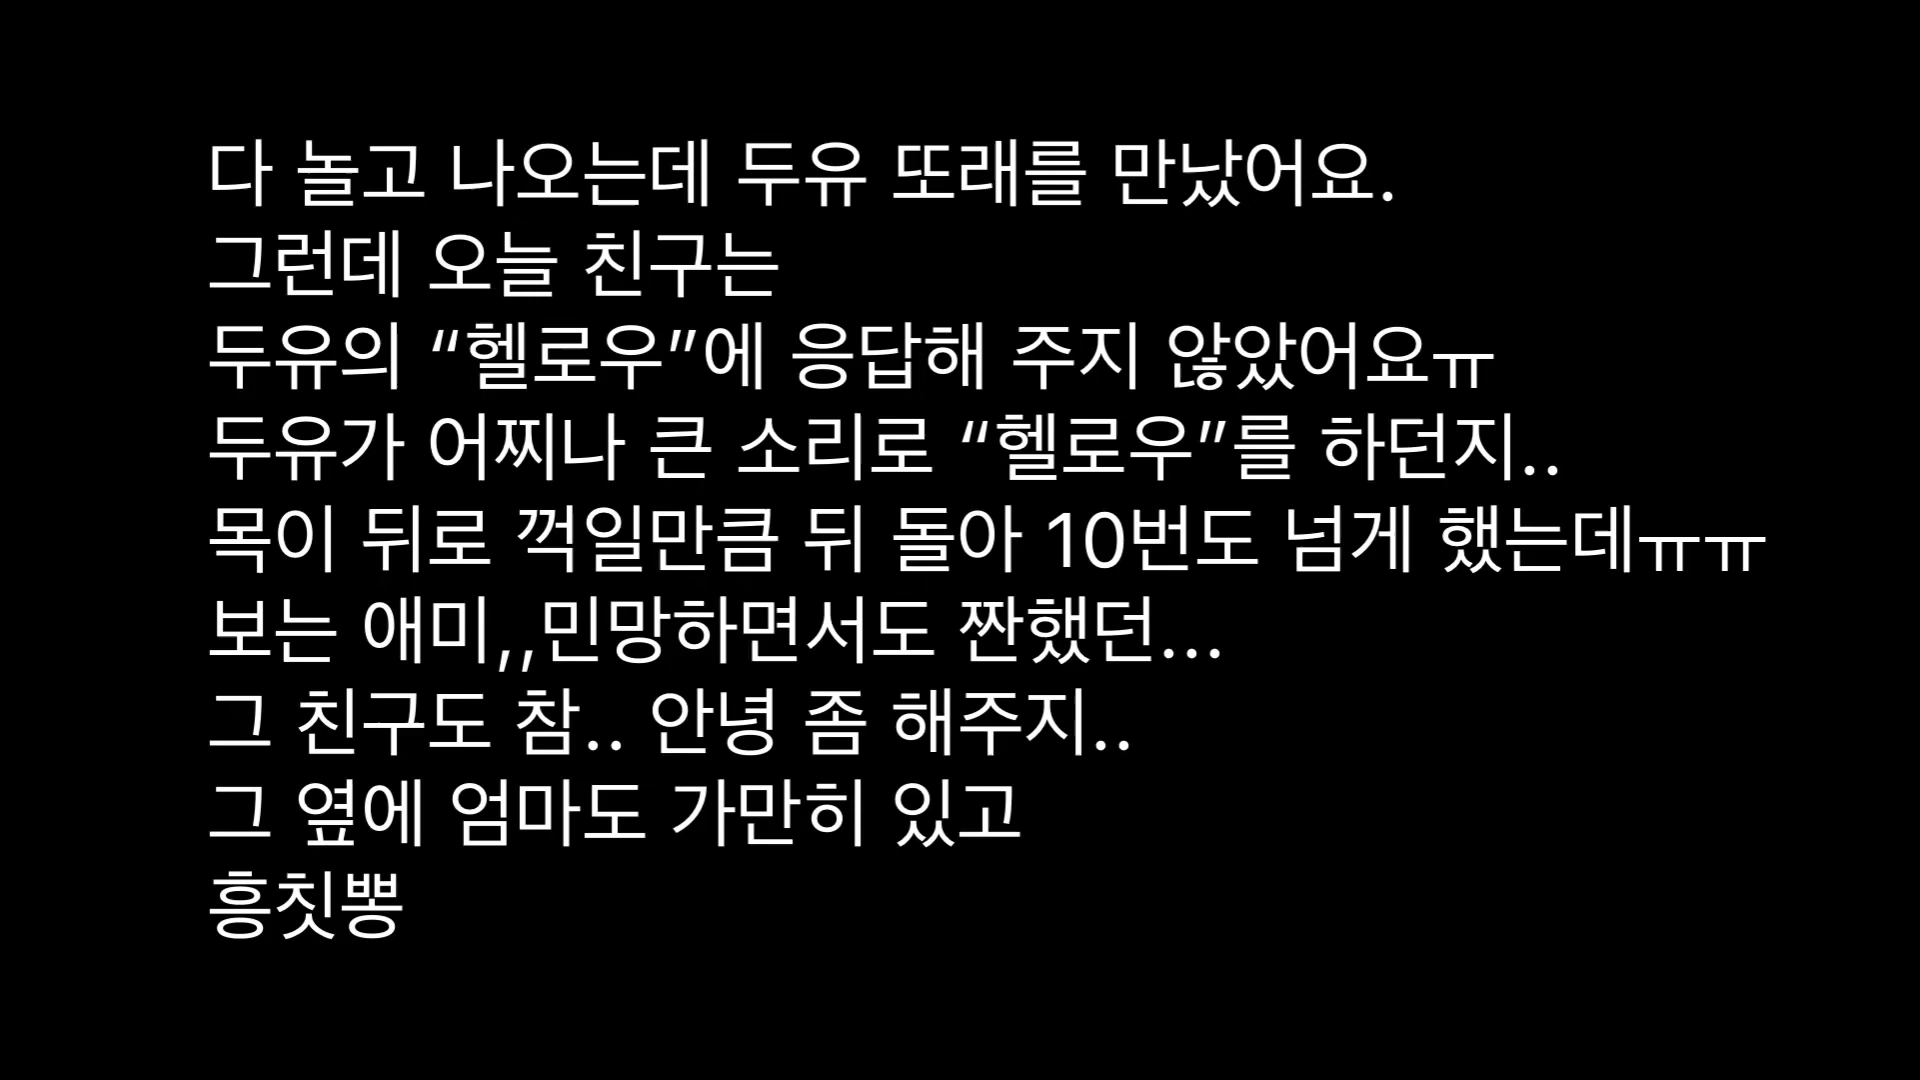 다 놀고 나오는데 두유 또래를 만났어요.
그런데 오늘 친구는
두유의 “헬로우”에 응답해 주지 않았어요ㅠ
두유가 어찌나 큰 소리로 “헬로우”를 하던지..
목이 뒤로 꺽일만큼 뒤 돌아 10번도 넘게 했는데ㅠㅠ
보는 애미,,민망하면서도 짠했던...
그 친구도 참.. 안녕 좀 해주지..
그 옆에 엄마도 가만히 있고
흥칫뽕